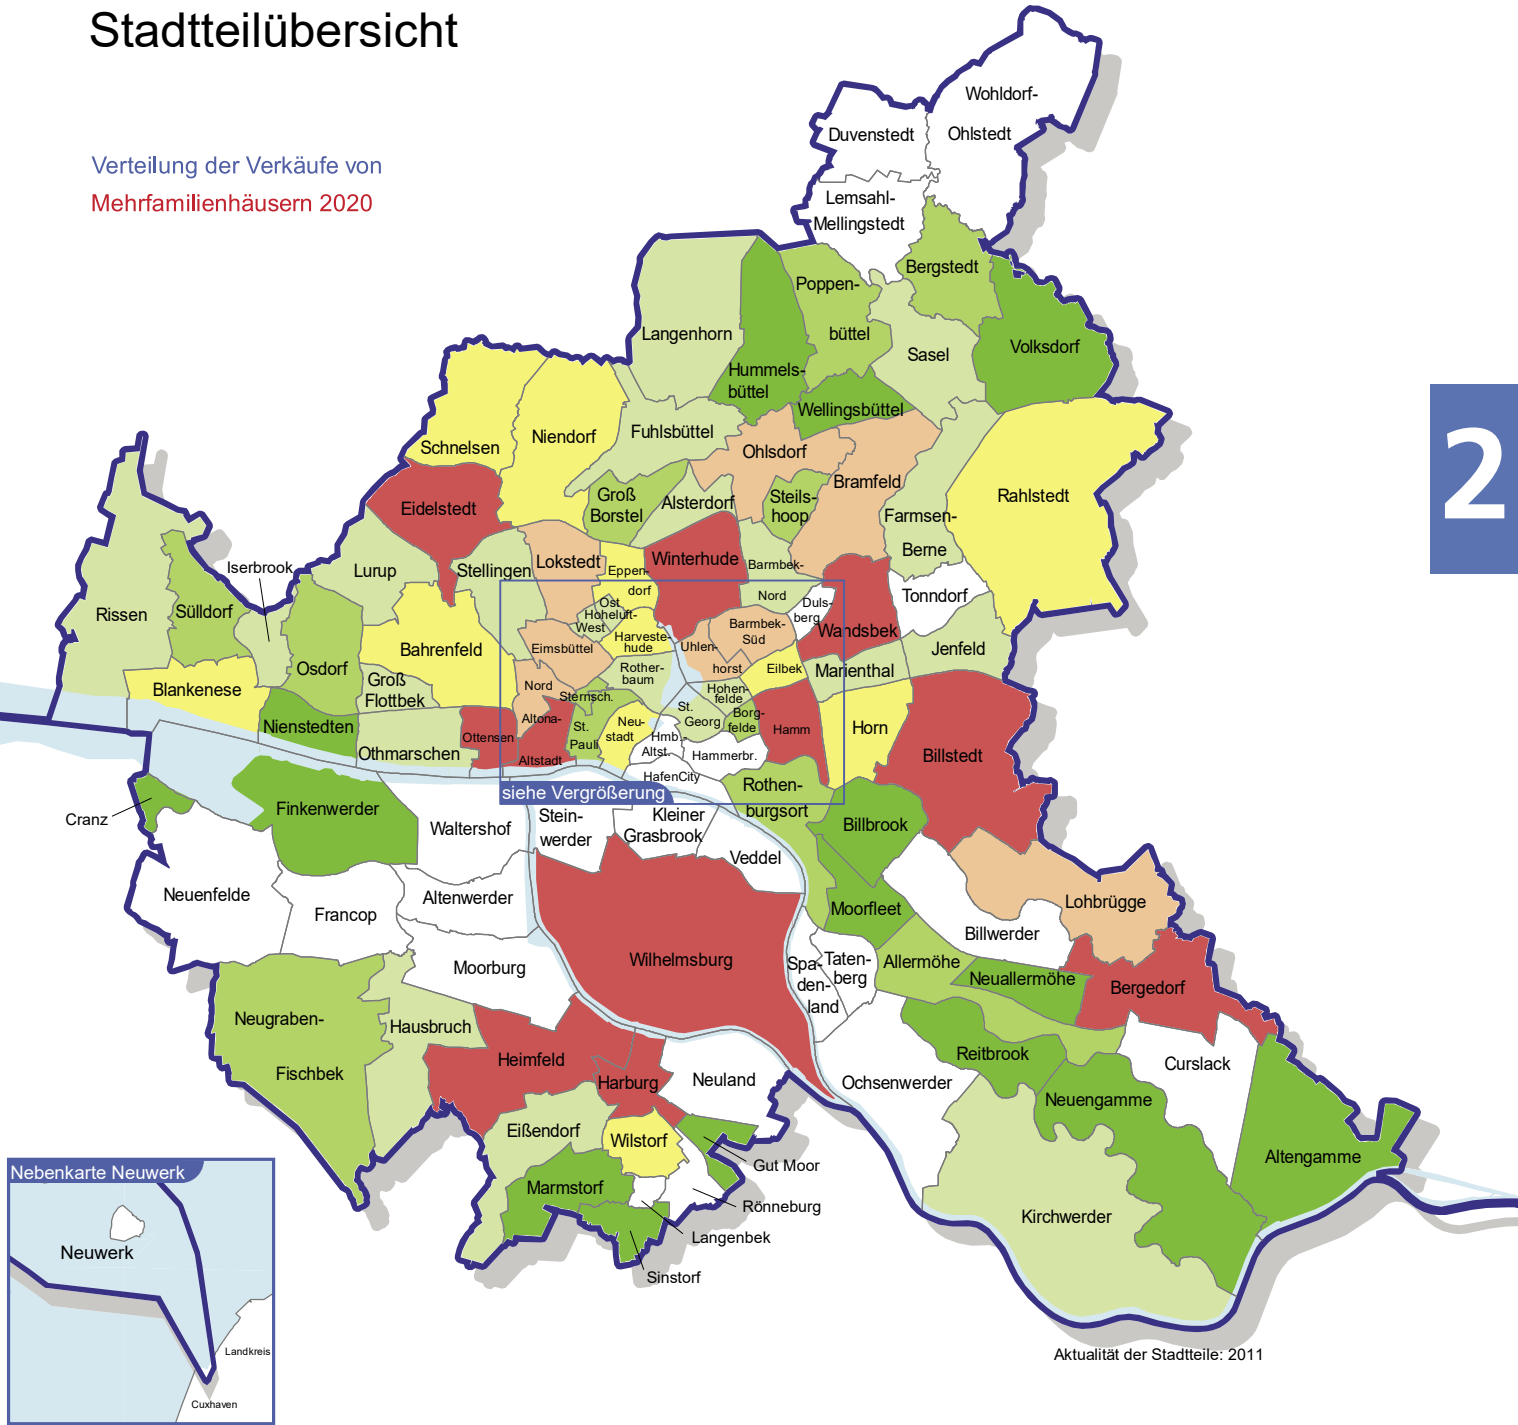 Stadtteilübersicht
Verteilung der Verkäufe von
Mehrfamilienhäusern 2020
2
Wohldorf-
Ohlstedt
Duvenstedt
Lemsahl-
Mellingstedt
Bergstedt
Poppen-
büttel
Langenhorn
Hummels-
büttel
Sasel
Volksdorf
Wellingsbüttel
Schnelsen
Niendorf
Fuhlsbüttel
Ohlsdorf
Bramfeld
Rahlstedt
Eidelstedt
Groß
Borstel
Alsterdorf
Steils-
hoop
Farmsen-
Berne
Iserbrook
Lurup
Stellingen
Lokstedt
Eppen-
dorf
Winterhude
Barmbek-
Nord
Duls-
berg
Tonndorf
Rissen
Sülldorf
Ost
Hoheluft-
West
Harveste-
hude
Barmbek-
Süd
Wandsbek
Osdorf
Bahrenfeld
Eimsbüttel
Uhlen-
horst
Eilbek
Marienthal
Jenfeld
Blankenese
Groß
Flottbek
Nord
Altona-
Altstadt
Sternsch.
Rother-
baum
Hohen-
felde
Nienstedten
Othmarschen
Ottensen
St.
Pauli
Neu-
stadt
St.
Georg
Borg-
felde
Hamm
Horn
Billstedt
Hmb.
Altst.
Hammerbr.
HafenCity
siehe Vergrößerung
Rothen-
burgsort
Cranz
Finkenwerder
Waltershof
Stein-
werder
Kleiner
Grasbrook
Veddel
Billbrook
Neuenfelde
Francop
Altenwerder
Moorfleet
Lohbrügge
Billwerder
Moorburg
Wilhelmsburg
Spa-
den-
land
Taten-
berg
Allermöhe
Neuallermöhe
Bergedorf
Neugraben-
Fischbek
Hausbruch
Heimfeld
Harburg
Neuland
Ochsenwerder
Reitbrook
Curslack
Neuengamme
Eißendorf
Wilstorf
Gut Moor
Altengamme
Marmstorf
Rönneburg
Langenbek
Sinstorf
Kirchwerder
Nebenkarte Neuwerk
Neuwerk
Landkreis
Cuxhaven
Aktualität der Stadtteile: 2011